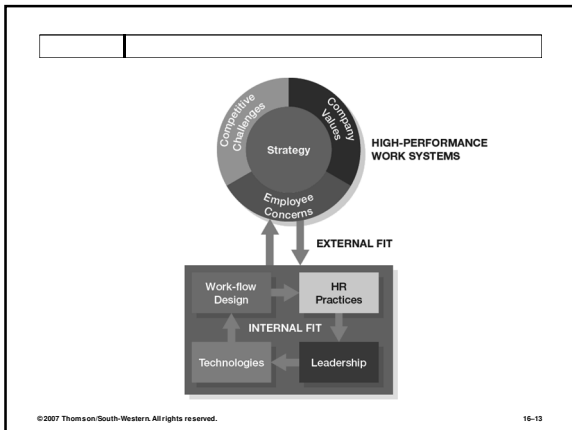 Competitive
Challenges
Company
Values
Strategy
Employee
Concerns
HIGH-PERFORMANCE
WORK SYSTEMS
EXTERNAL FIT
Work-flow
Design
HR
Practices
INTERNAL FIT
Technologies
Leadership
©2007 Thomson/South-Western. All rights reserved.
16–13